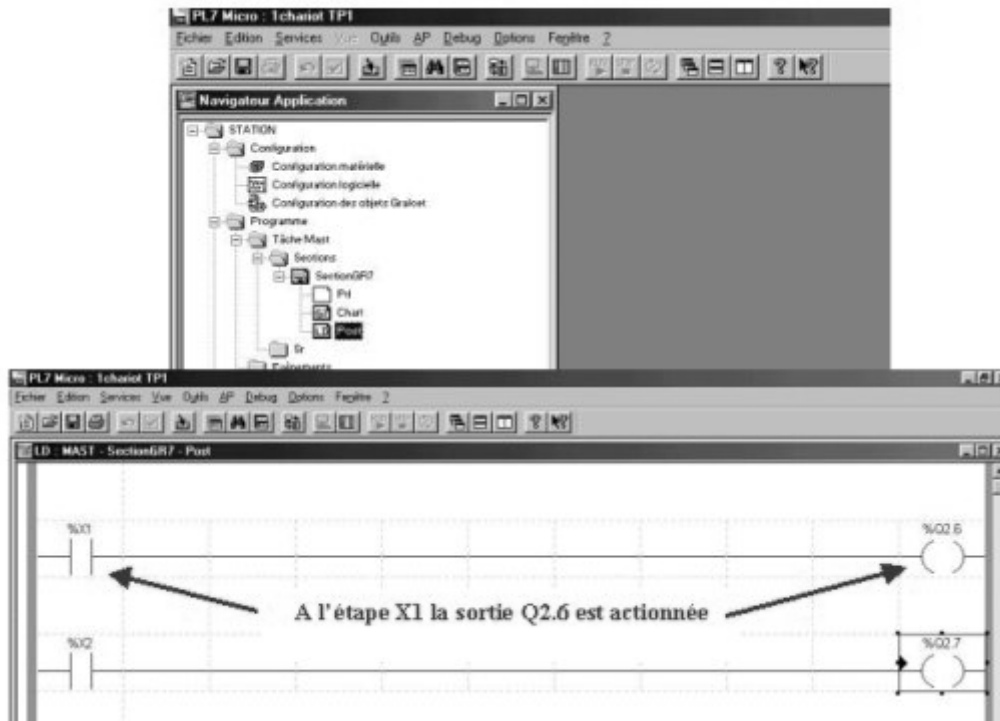 PL7 Micro : 1chariot TP1
Fichier Edition Services Vue Outils AP Debug Options Fenêtre ?
Navigateur Application
STATION
Configuration
Configuration matérielle
Configuration logicielle
Configuration des objets Grafcet
Programme
Tâche Mast
Sections
SectionGR7
Prl
Chart
Post
Sr
Evénements
PL7 Micro : 1chariot TP1
Fichier Edition Services Vue Outils AP Debug Options Fenêtre ?
LD : MAST - SectionGR7 - Post
%X1 %Q2.6
A l'étape X1 la sortie Q2.6 est actionnée
%X2 %Q2.7